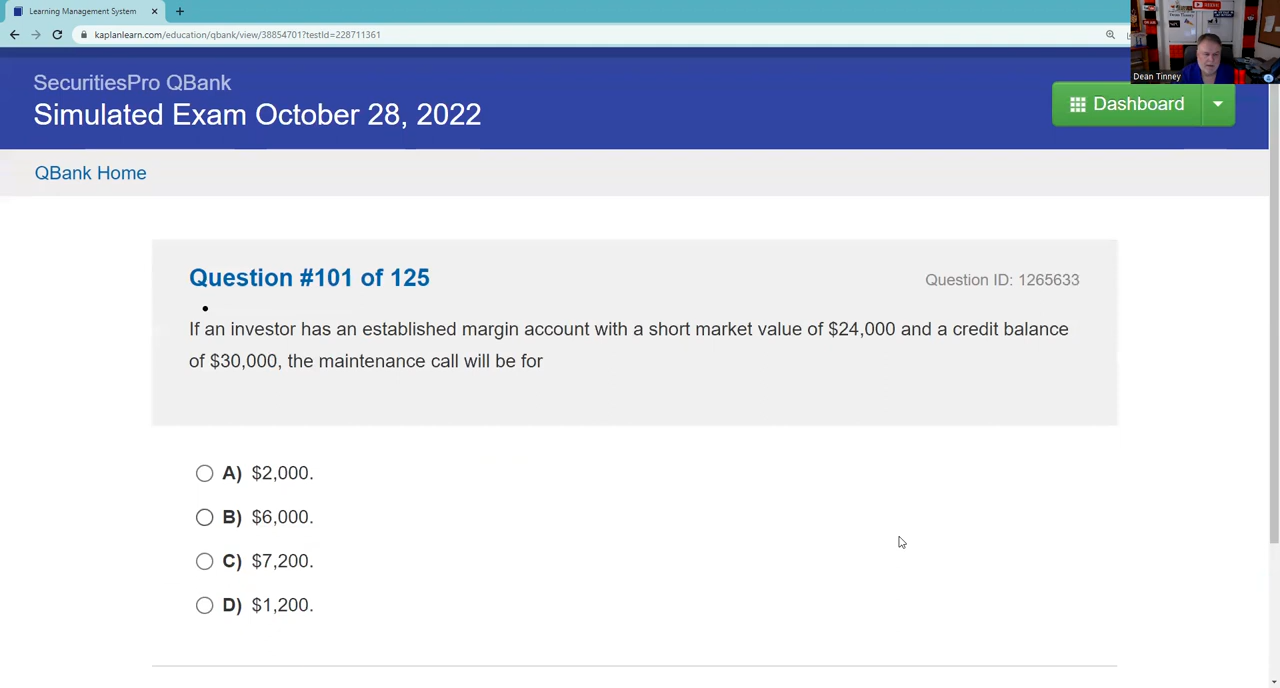 Learning Management System
kaplanlearn.com/education/qbank/view/38854701?testId=228711361
Dean Tinney
SecuritiesPro QBank
Simulated Exam October 28, 2022
Dashboard
QBank Home
Question #101 of 125
Question ID: 1265633
If an investor has an established margin account with a short market value of $24,000 and a credit balance
of $30,000, the maintenance call will be for
A) $2,000.
B) $6,000.
C) $7,200.
D) $1,200.